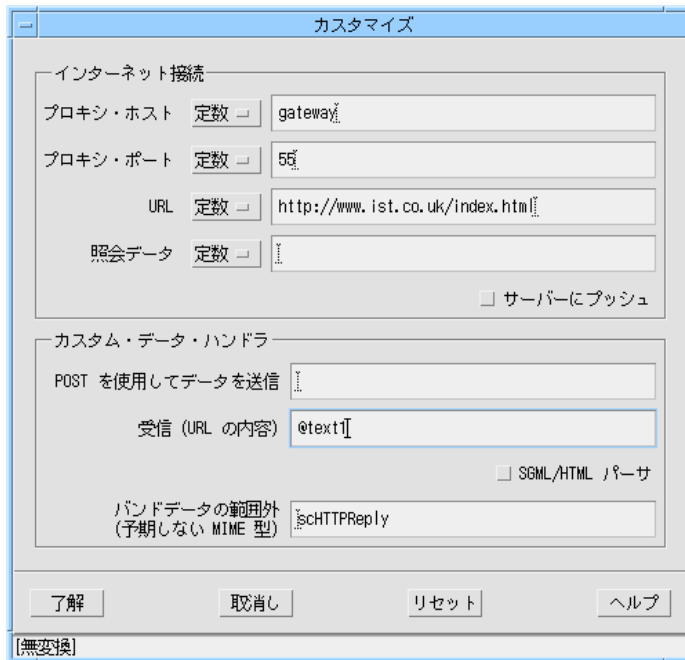 カスタマイズ
インターネット接続
プロキシ・ホスト 定数 gateway
プロキシ・ポート 定数 55
URL 定数 http://www.ist.co.uk/index.html
照会データ 定数
サーバーにプッシュ
カスタム・データ・ハンドラ
POST を使用してデータを送信
受信 (URL の内容) @text1
SGML/HTML パーサ
バンドデータの範囲外
(予期しない MIME 型) scHTTPReply
了解 取消し リセット ヘルプ
[無変換]